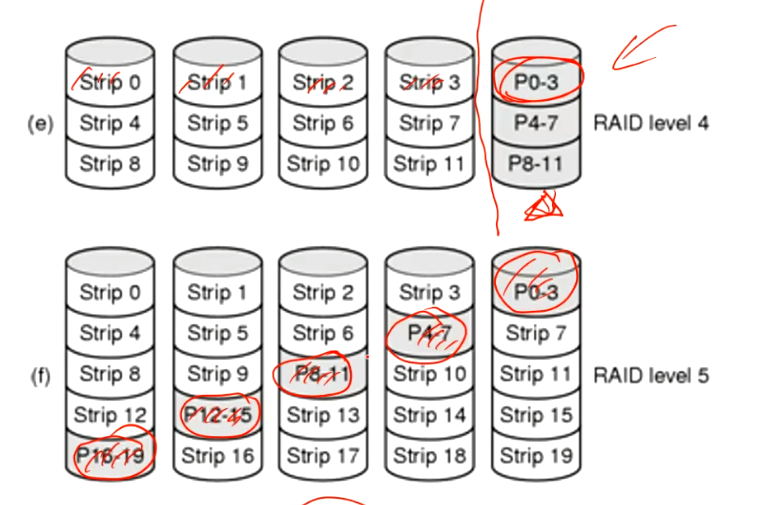 Strip 0 Strip 1 Strip 2 Strip 3 P0-3
(e) Strip 4 Strip 5 Strip 6 Strip 7 P4-7 RAID level 4
Strip 8 Strip 9 Strip 10 Strip 11 P8-11
Strip 0 Strip 1 Strip 2 Strip 3 P0-3
Strip 4 Strip 5 Strip 6 P4-7 Strip 7
(f) Strip 8 Strip 9 P8-11 Strip 10 Strip 11 RAID level 5
Strip 12 P12-15 Strip 13 Strip 14 Strip 15
P16-19 Strip 16 Strip 17 Strip 18 Strip 19